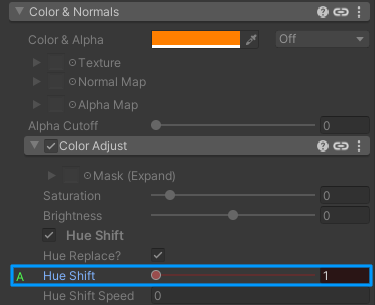 Color & Normals
Color & Alpha Off
Texture
Normal Map
Alpha Map
Alpha Cutoff 0
Color Adjust
Mask (Expand)
Saturation 0
Brightness 0
Hue Shift
Hue Replace?
A Hue Shift 1
Hue Shift Speed 0